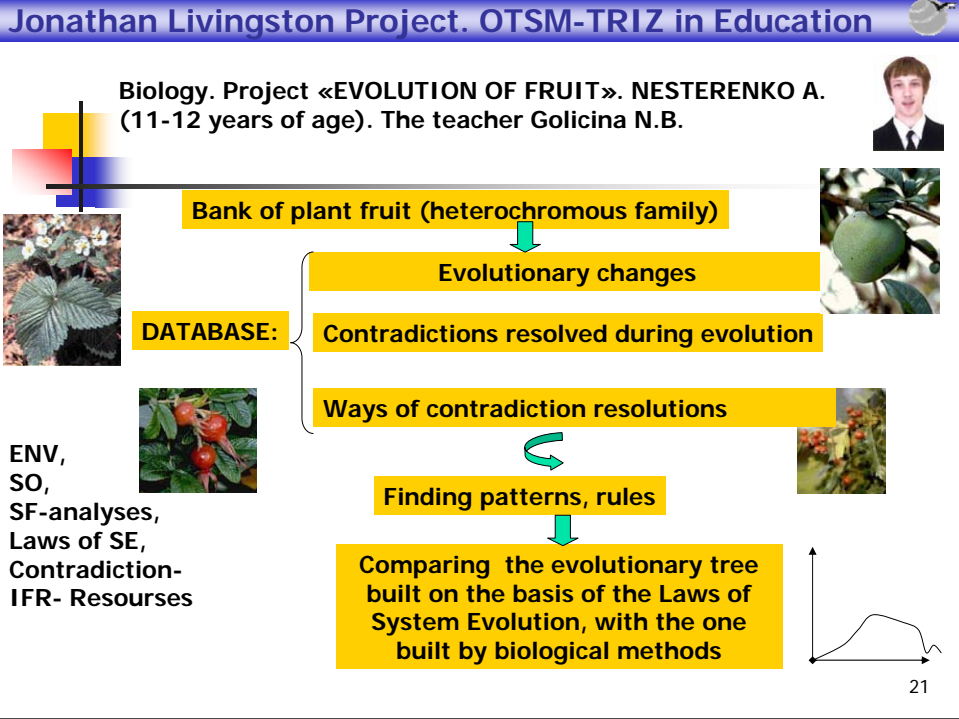 Jonathan Livingston Project. OTSM-TRIZ in Education
Biology. Project «EVOLUTION OF FRUIT». NESTERENKO A.
(11-12 years of age). The teacher Golicina N.B.
Bank of plant fruit (heterochromous family)
Evolutionary changes
DATABASE:
Contradictions resolved during evolution
Ways of contradiction resolutions
ENV,
SO,
SF-analyses,
Laws of SE,
Contradiction-
IFR- Resourses
Finding patterns, rules
Comparing the evolutionary tree
built on the basis of the Laws of
System Evolution, with the one
built by biological methods
21